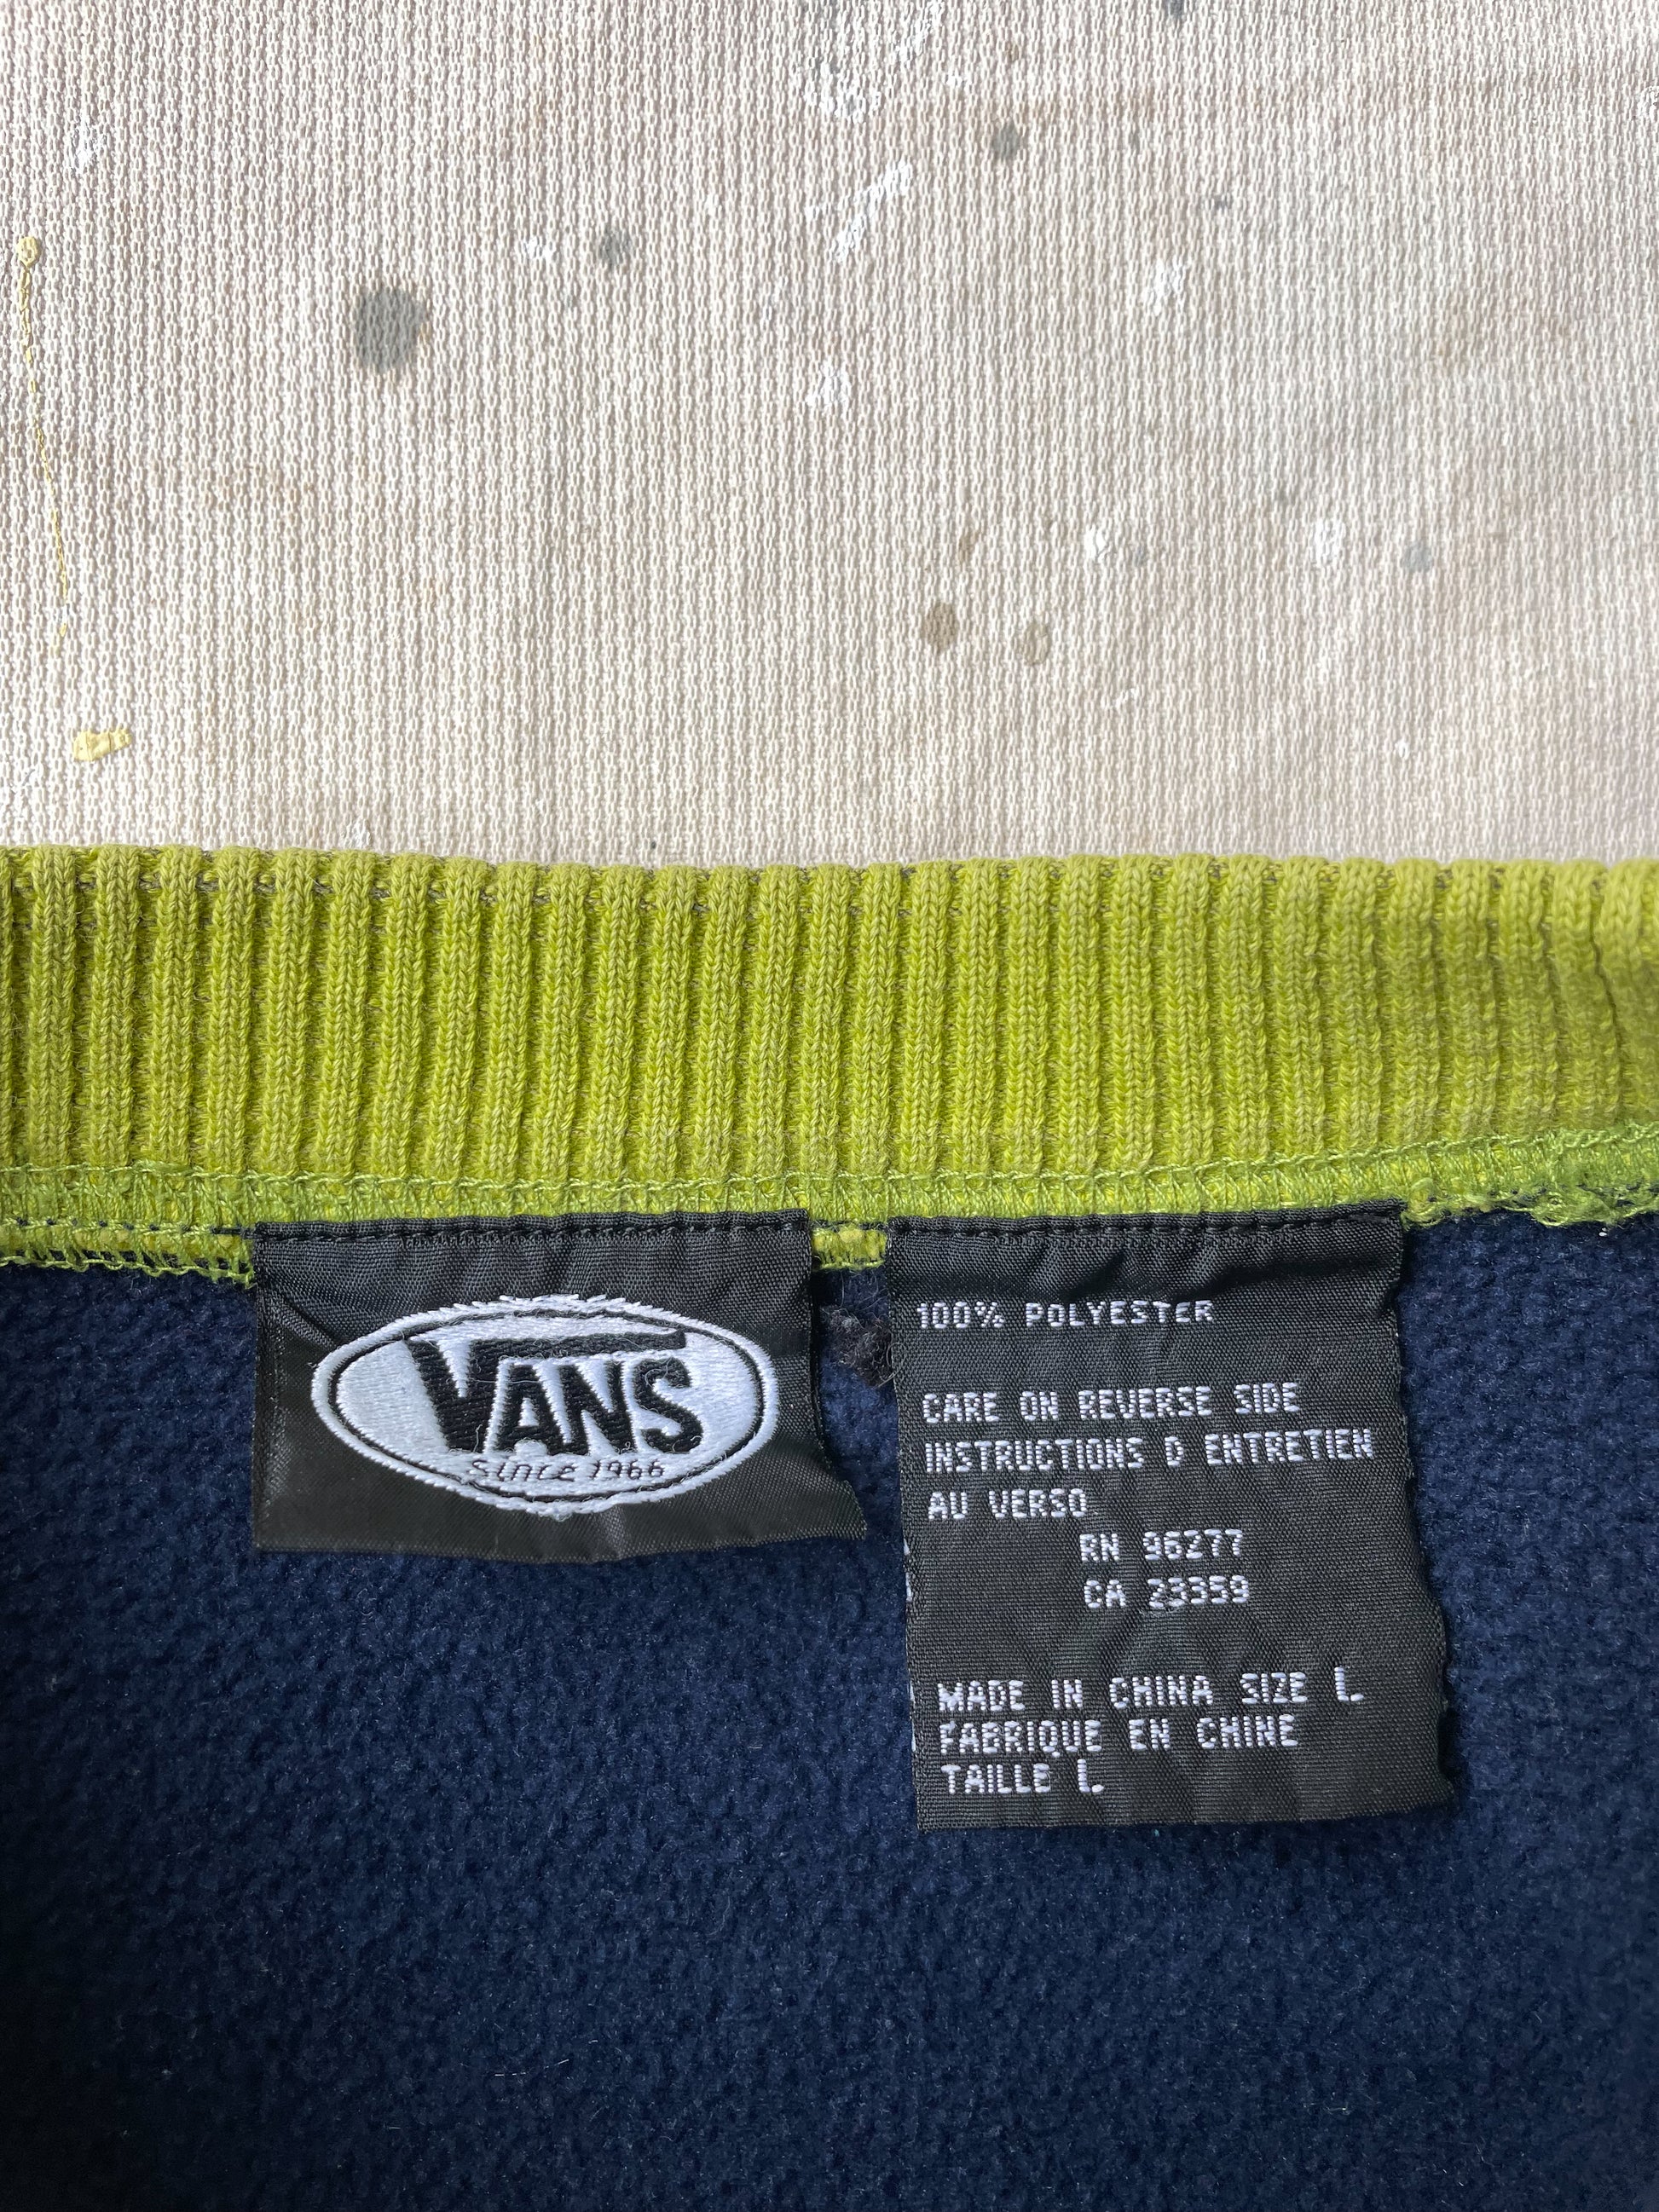 VANS
Since 1966
100% POLYESTER
CARE ON REVERSE SIDE
INSTRUCTIONS D ENTRETIEN
AU VERSO
RN 96277
CA 23359
MADE IN CHINA SIZE L
FABRIQUE EN CHINE
TAILLE L